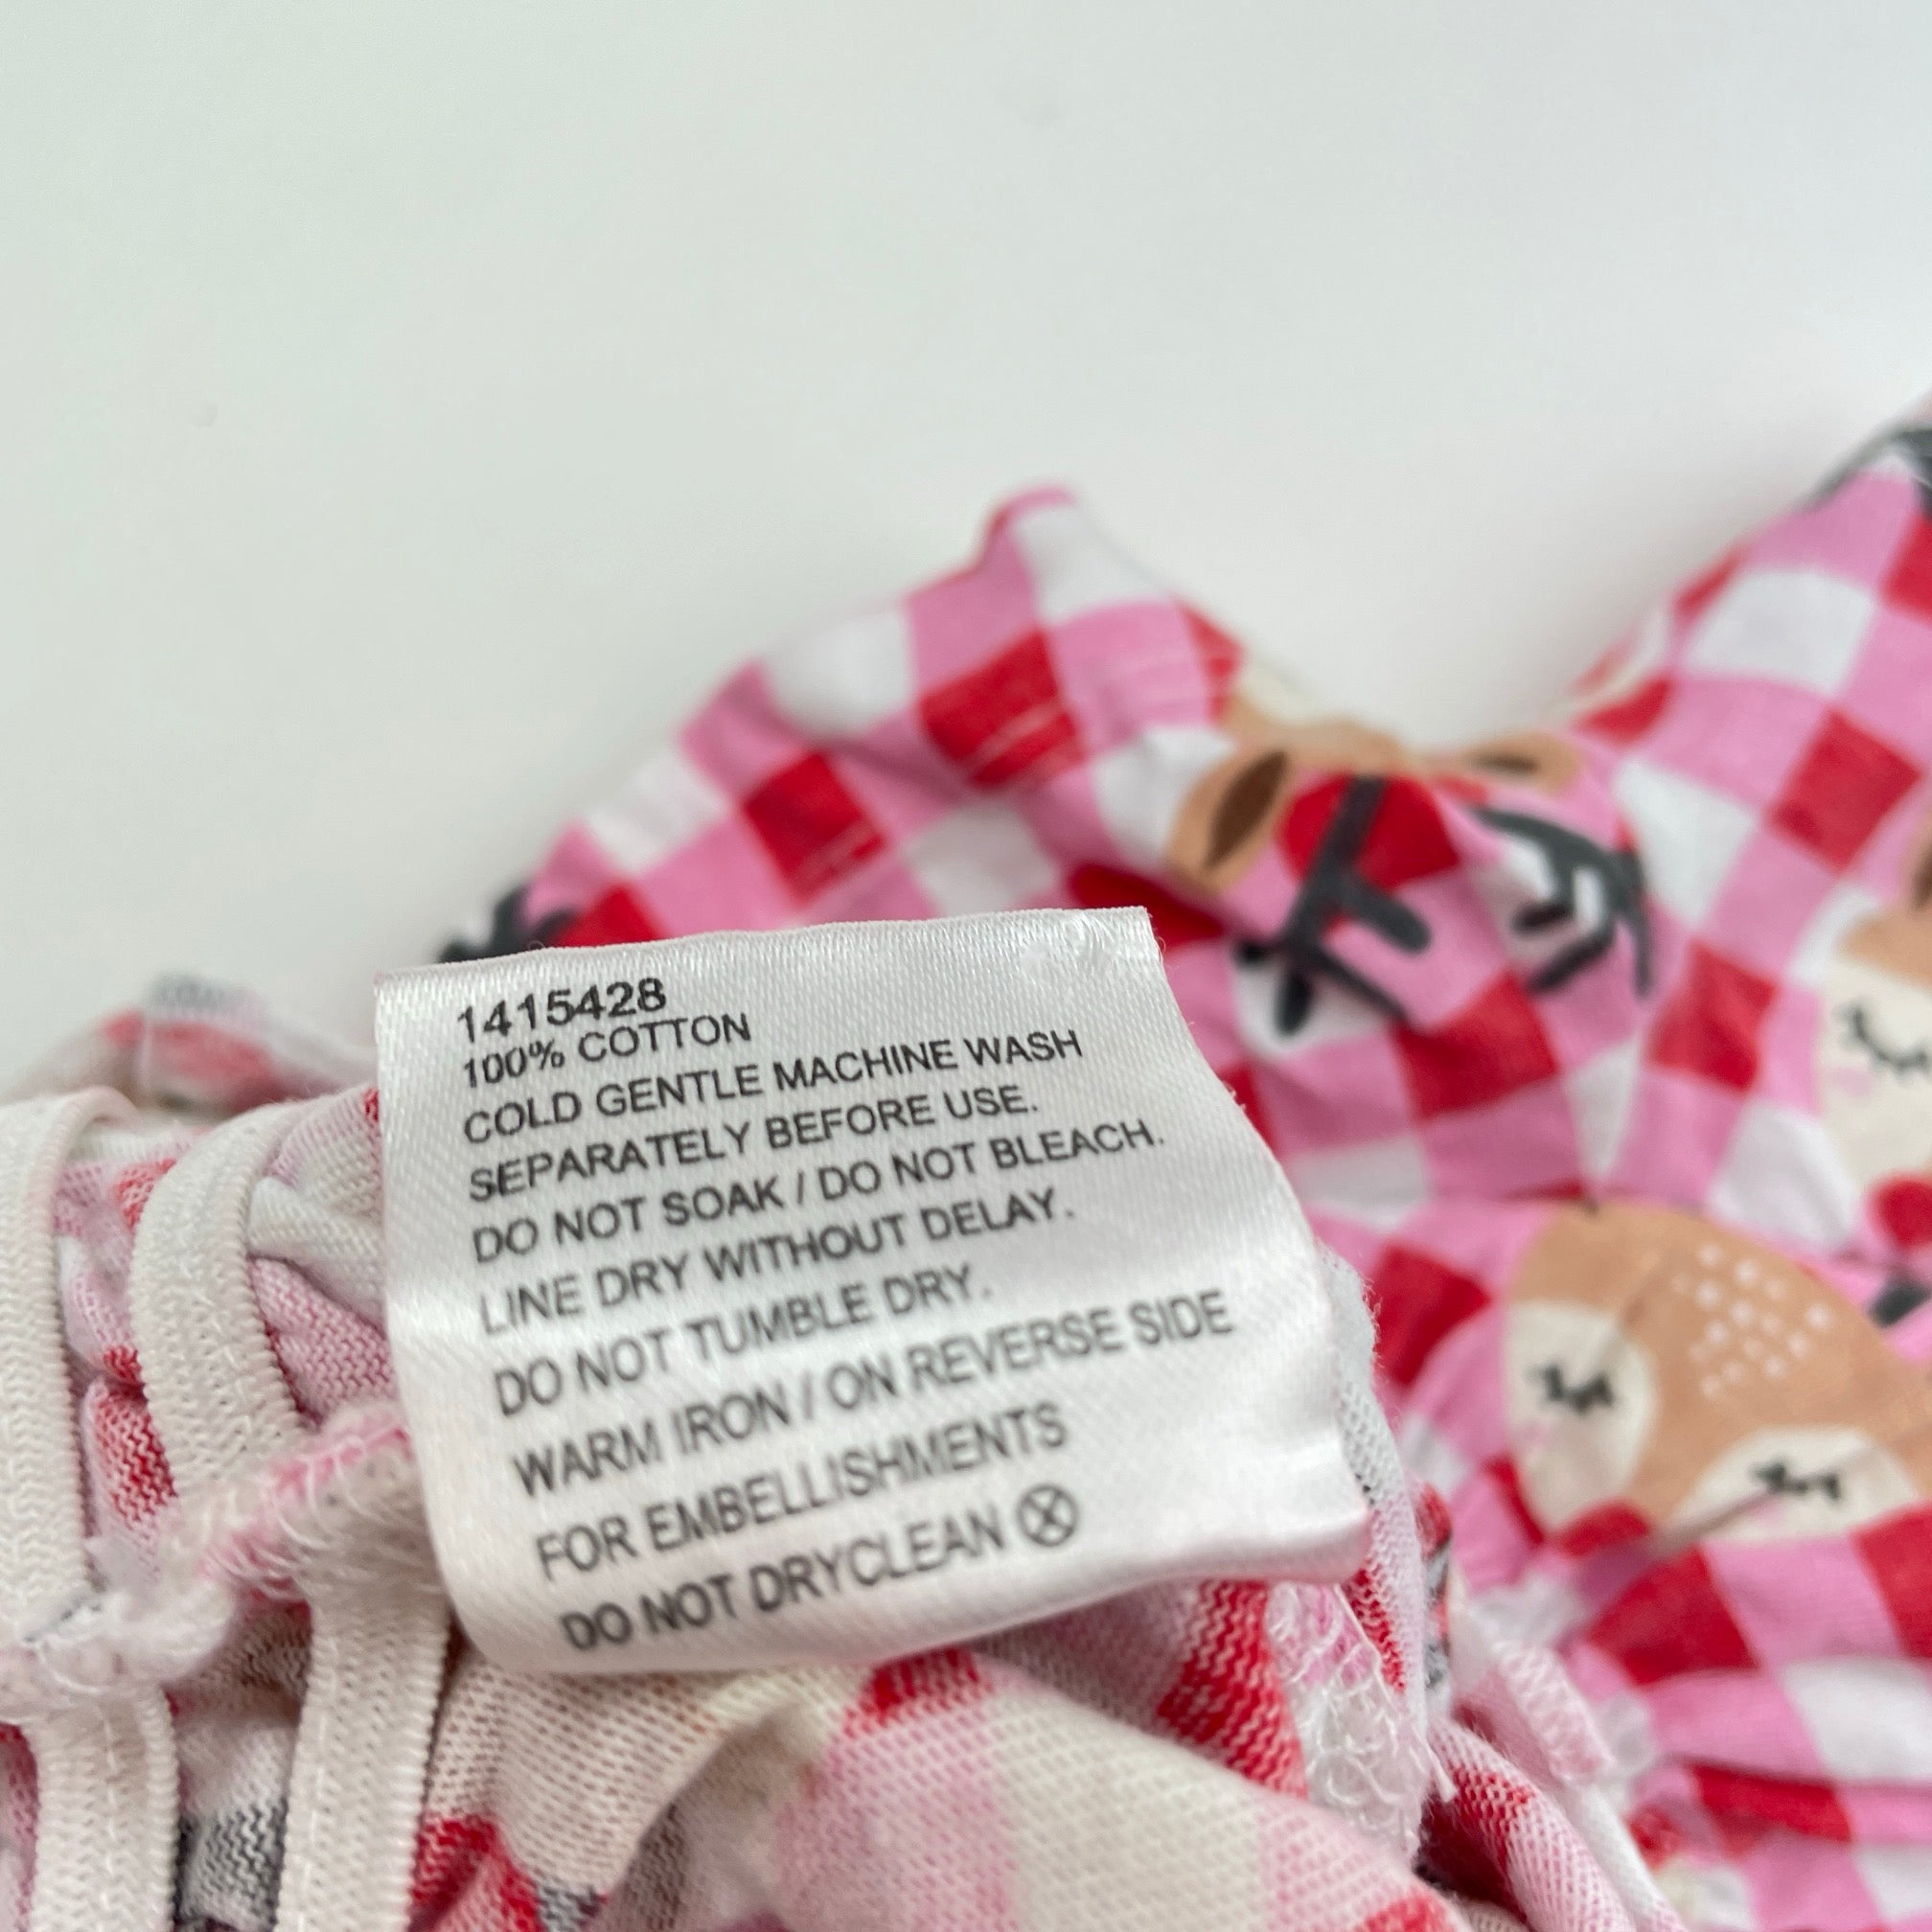 1415428
100% COTTON
COLD GENTLE MACHINE WASH
SEPARATELY BEFORE USE.
DO NOT SOAK / DO NOT BLEACH.
LINE DRY WITHOUT DELAY.
DO NOT TUMBLE DRY.
WARM IRON / ON REVERSE SIDE
FOR EMBELLISHMENTS
DO NOT DRYCLEAN